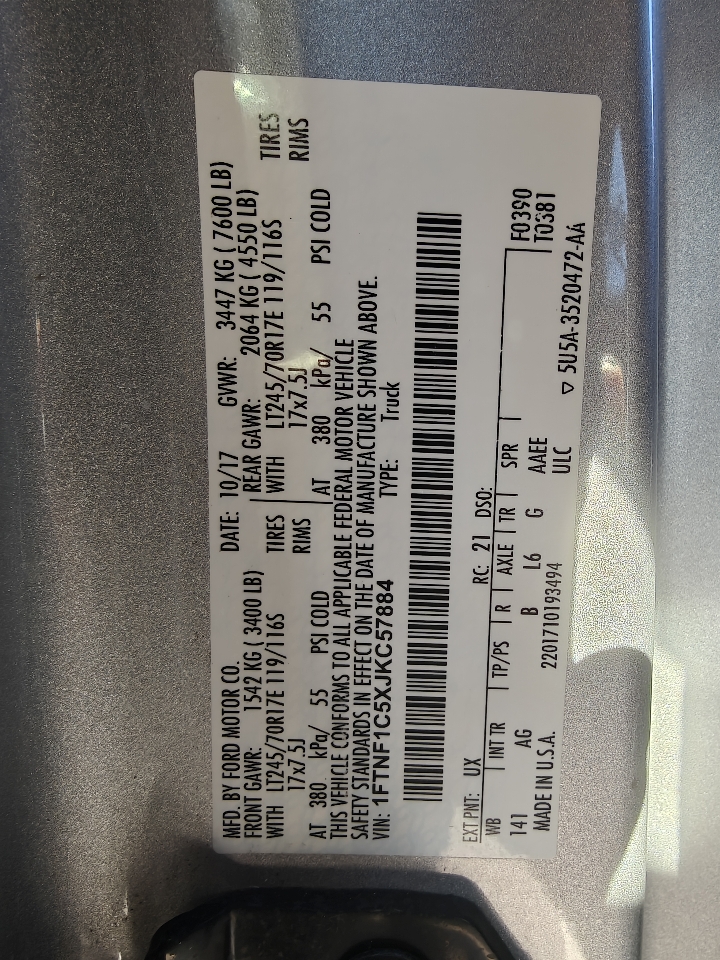 MFD. BY FORD MOTOR CO. DATE: 10/17 GVWR: 3447 KG ( 7600 LB)
FRONT GAWR: 1542 KG ( 3400 LB) REAR GAWR: 2064 KG ( 4550 LB)
WITH LT245/70R17E 119/116S TIRES WITH LT245/70R17E 119/116S TIRES
17x7.5J RIMS 17x7.5J RIMS
AT 380 kPa/ 55 PSI COLD AT 380 kPa/ 55 PSI COLD
THIS VEHICLE CONFORMS TO ALL APPLICABLE FEDERAL MOTOR VEHICLE
SAFETY STANDARDS IN EFFECT ON THE DATE OF MANUFACTURE SHOWN ABOVE.
VIN: 1FTNF1C5XJKC57884 TYPE: Truck
EXT PNT: UX RC: 21 DSO:
WB INT TR TP/PS R AXLE TR SPR F0390
141 AG B L6 G AAEE T0381
MADE IN U.S.A. 2201710193494 ULC ▽ 5U5A-3520472-AA